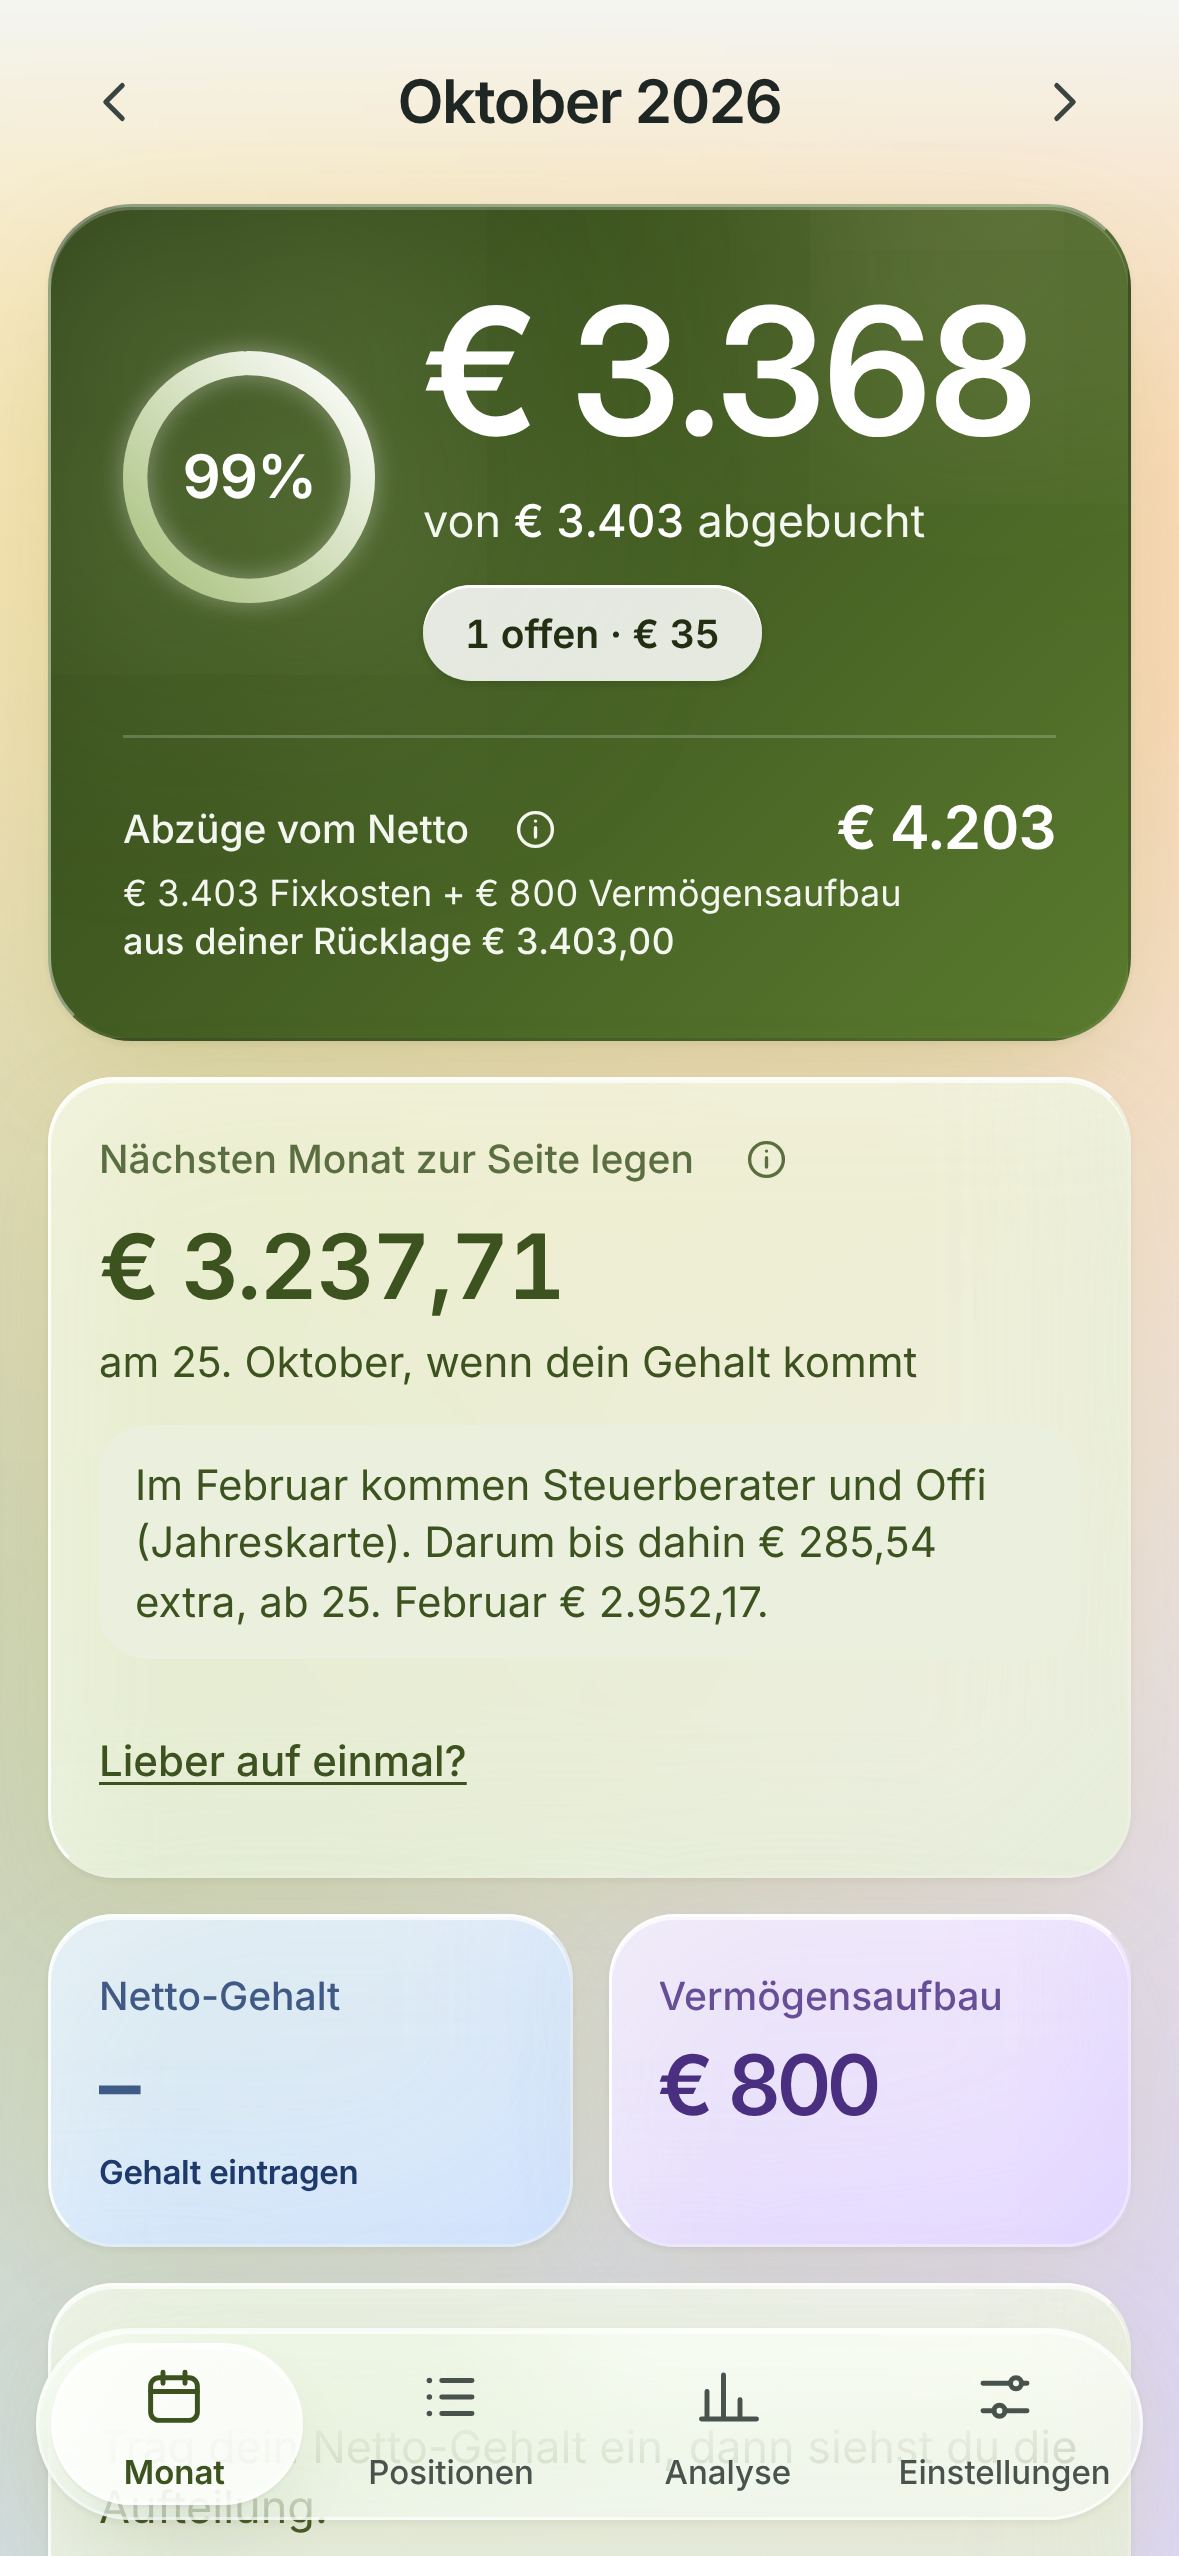 Oktober 2026
€ 3.368
99%
von € 3.403 abgebucht
1 offen · € 35
Abzüge vom Netto
€ 4.203
€ 3.403 Fixkosten + € 800 Vermögensaufbau
aus deiner Rücklage € 3.403,00
Nächsten Monat zur Seite legen
€ 3.237,71
am 25. Oktober, wenn dein Gehalt kommt
Im Februar kommen Steuerberater und Offi
(Jahreskarte). Darum bis dahin € 285,54
extra, ab 25. Februar € 2.952,17.
Lieber auf einmal?
Netto-Gehalt
–
Gehalt eintragen
Vermögensaufbau
€ 800
Trag dein Netto-Gehalt ein, dann siehst du die
Aufteilung.
Monat
Positionen
Analyse
Einstellungen